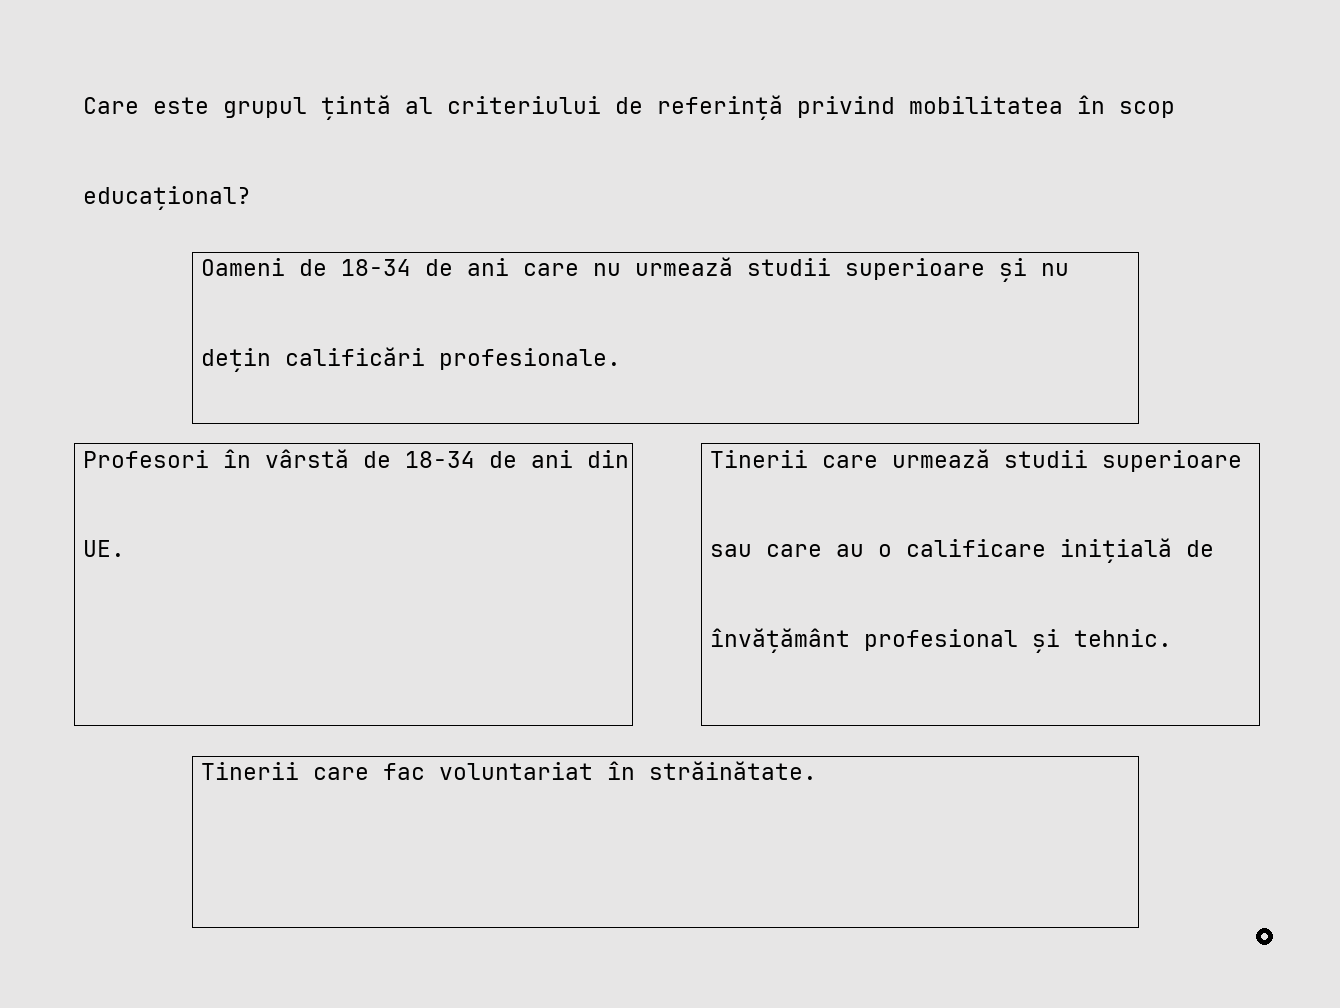 Care este grupul țintă al criteriului de referință privind mobilitatea în scop
educațional?
Oameni de 18-34 de ani care nu urmează studii superioare și nu
dețin calificări profesionale.
Profesori în vârstă de 18-34 de ani din
UE.
Tinerii care urmează studii superioare
sau care au o calificare inițială de
învățământ profesional și tehnic.
Tinerii care fac voluntariat în străinătate.